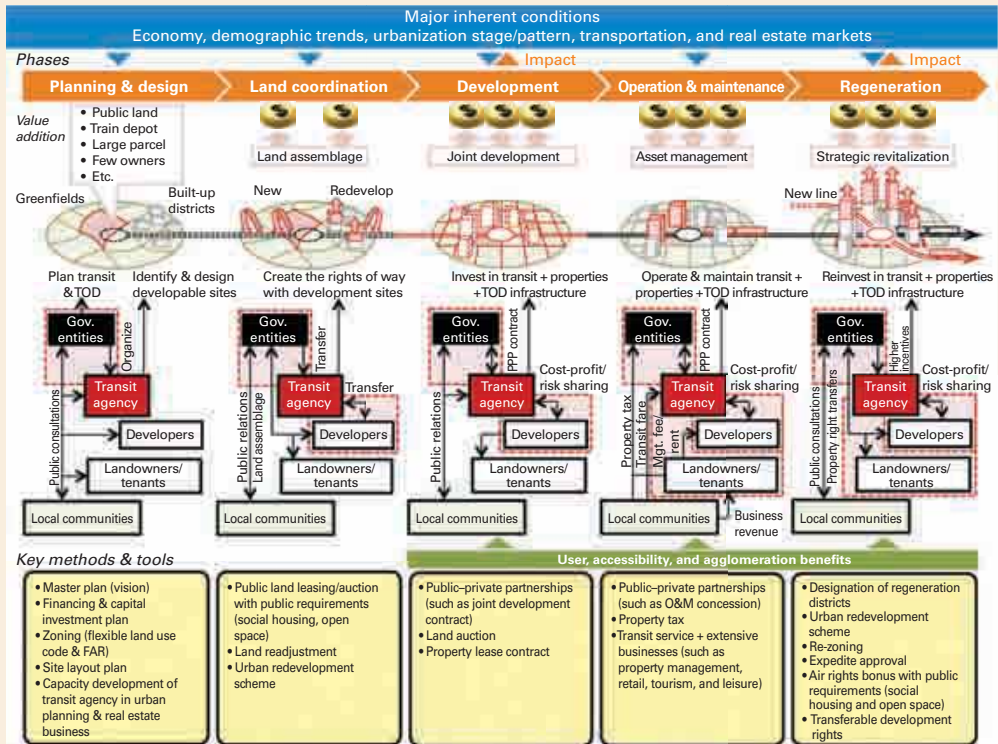 Major inherent conditions
Economy, demographic trends, urbanization stage/pattern, transportation, and real estate markets
Phases
Impact
Impact
Planning & design
Land coordination
Development
Operation & maintenance
Regeneration
Value
addition
• Public land
• Train depot
• Large parcel
• Few owners
• Etc.
Land assemblage
Joint development
Asset management
Strategic revitalization
Greenfields
Built-up
districts
New
Redevelop
New line
Plan transit
& TOD
Identify & design
developable sites
Create the rights of way
with development sites
Invest in transit + properties
+TOD infrastructure
Operate & maintain transit +
properties +TOD infrastructure
Reinvest in transit + properties
+TOD infrastructure
Gov.
entities
Organize
Transit
agency
Public consultations
Developers
Landowners/
tenants
Local communities
Gov.
entities
Transfer
Transit
agency
Transfer
Public relations
Land assemblage
Developers
Landowners/
tenants
Local communities
Gov.
entities
PPP contract
Cost-profit/
risk sharing
Transit
agency
Public relations
Developers
Landowners/
tenants
Local communities
Gov.
entities
PPP contract
Cost-profit/
risk sharing
Transit
agency
Property tax
Transit fare
Mgt. fee/
rent
Developers
Landowners/
tenants
Local communities
Business
revenue
Gov.
entities
Higher
incentives
Cost-profit/
risk sharing
Transit
agency
Public consultations
Property right transfers
Developers
Landowners/
tenants
Local communities
Key methods & tools
User, accessibility, and agglomeration benefits
• Master plan (vision)
• Financing & capital
investment plan
• Zoning (flexible land use
code & FAR)
• Site layout plan
• Capacity development of
transit agency in urban
planning & real estate
business
• Public land leasing/auction
with public requirements
(social housing, open
space)
• Land readjustment
• Urban redevelopment
scheme
• Public–private partnerships
(such as joint development
contract)
• Land auction
• Property lease contract
• Public–private partnerships
(such as O&M concession)
• Property tax
• Transit service + extensive
businesses (such as
property management,
retail, tourism, and leisure)
• Designation of regeneration
districts
• Urban redevelopment
scheme
• Re-zoning
• Expedite approval
• Air rights bonus with public
requirements (social
housing and open space)
• Transferable development
rights